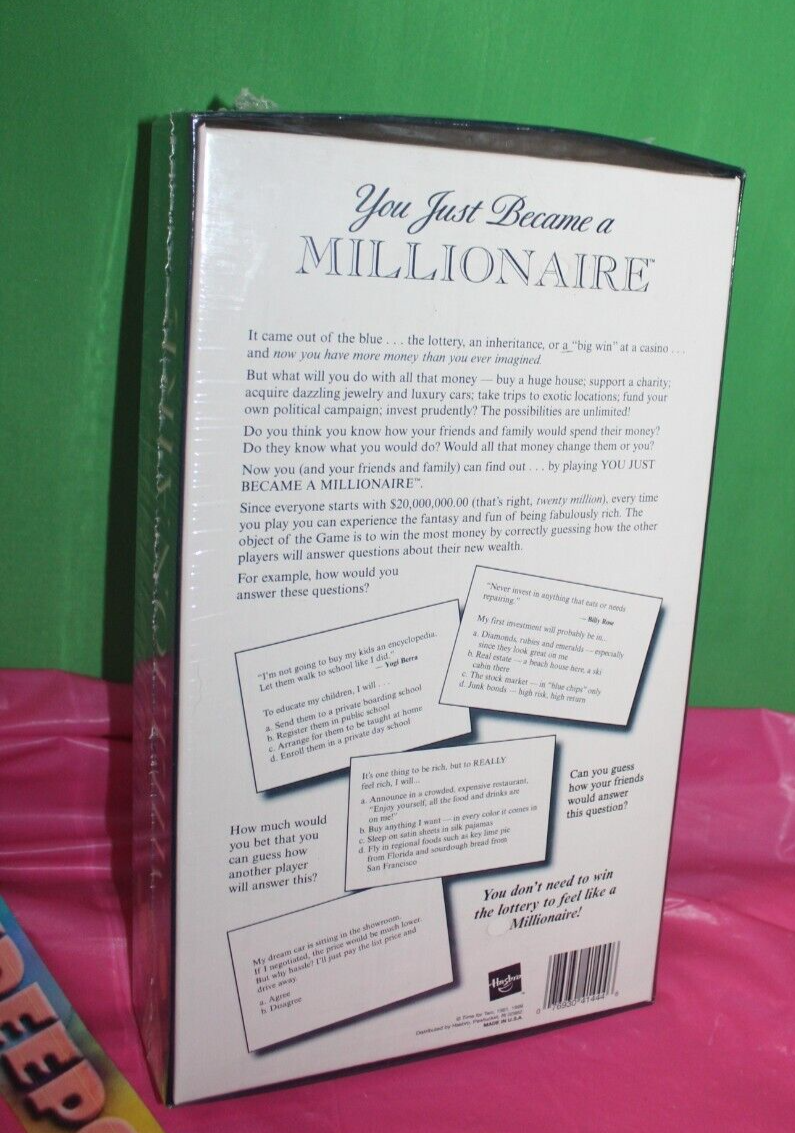 You Just Became a
MILLIONAIRE™
It came out of the blue . . . the lottery, an inheritance, or a "big win" at a casino . . .
and now you have more money than you ever imagined.
But what will you do with all that money — buy a huge house; support a charity;
acquire dazzling jewelry and luxury cars; take trips to exotic locations; fund your
own political campaign; invest prudently? The possibilities are unlimited!
Do you think you know how your friends and family would spend their money?
Do they know what you would do? Would all that money change them or you?
Now you (and your friends and family) can find out . . . by playing YOU JUST
BECAME A MILLIONAIRE™.
Since everyone starts with $20,000,000.00 (that's right, twenty million), every time
you play you can experience the fantasy and fun of being fabulously rich. The
object of the Game is to win the most money by correctly guessing how the other
players will answer questions about their new wealth.
For example, how would you
answer these questions?
"I'm not going to buy my kids an encyclopedia.
Let them walk to school like I did."
— Yogi Berra
To educate my children, I will . . .
a. Send them to a private boarding school
b. Register them in public school
c. Arrange for them to be taught at home
d. Enroll them in a private day school
"Never invest in anything that eats or needs
repairing."
— Billy Rose
My first investment will probably be in...
a. Diamonds, rubies and emeralds — especially
since they look great on me
b. Real estate — a beach house here, a ski
cabin there
c. The stock market — in "blue chips" only
d. Junk bonds — high risk, high return
It's one thing to be rich, but to REALLY
feel rich, I will...
a. Announce in a crowded, expensive restaurant,
"Enjoy yourself, all the food and drinks are
on me!"
b. Buy anything I want — in every color it comes in
c. Sleep on satin sheets in silk pajamas
d. Fly in regional foods such as key lime pie
from Florida and sourdough bread from
San Francisco
Can you guess
how your friends
would answer
this question?
How much would
you bet that you
can guess how
another player
will answer this?
My dream car is sitting in the showroom.
If I negotiated, the price would be much lower.
But why hassle? I'll just pay the list price and
drive away.
a. Agree
b. Disagree
You don't need to win
the lottery to feel like a
Millionaire!
Hasbro
0 76930 41444 6
Distributed by Hasbro, Pawtucket, RI 02862
MADE IN U.S.A.
DEEP